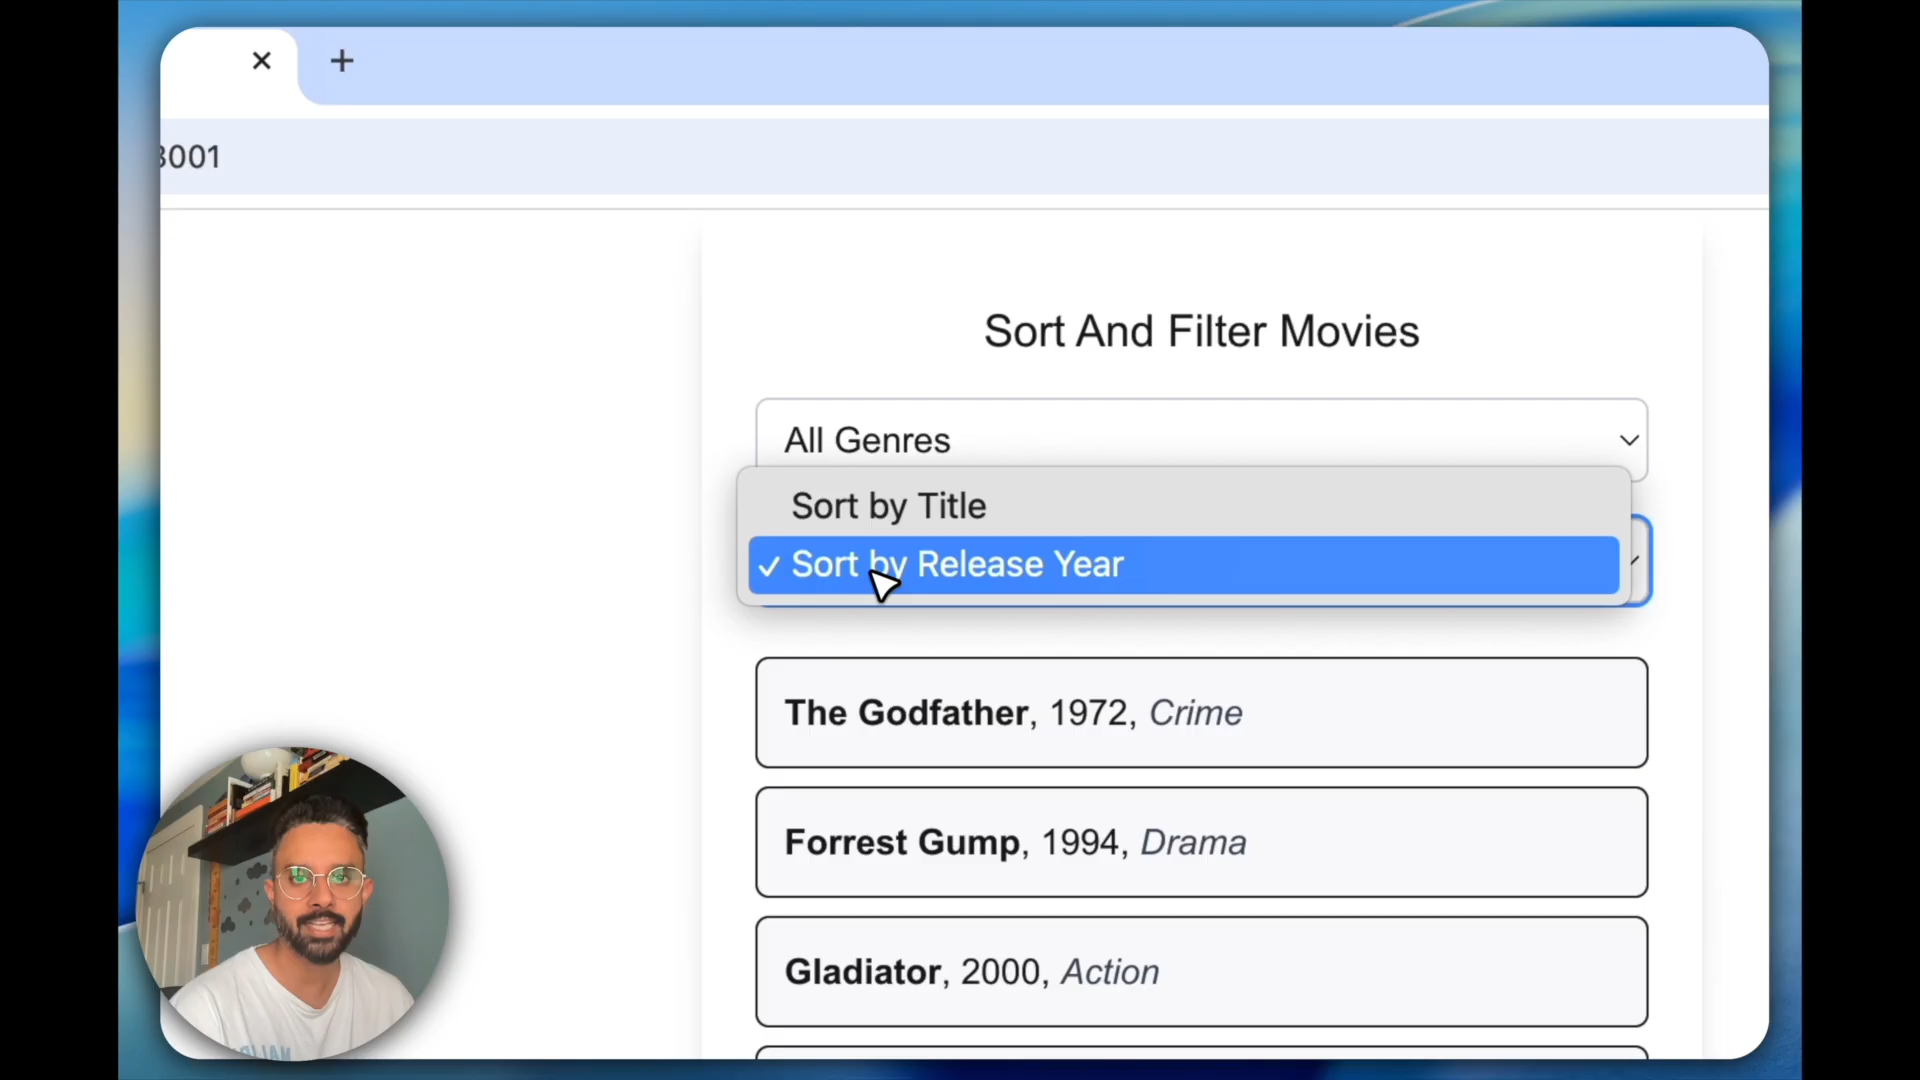 3001
Sort And Filter Movies
All Genres
Sort by Title
✓ Sort by Release Year
The Godfather, 1972, Crime
Forrest Gump, 1994, Drama
Gladiator, 2000, Action